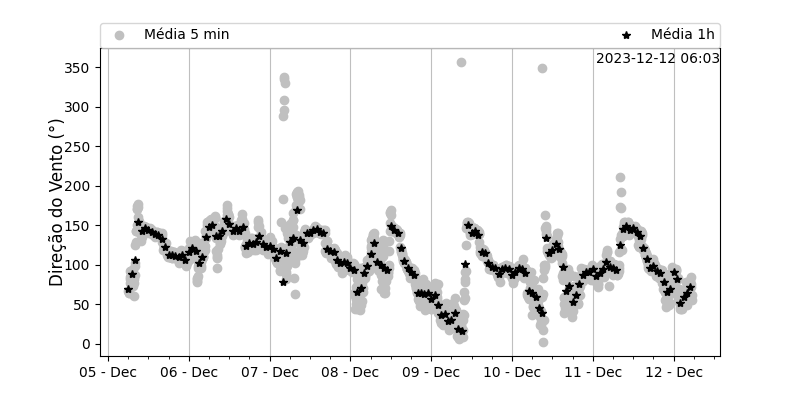 Média 5 min
Média 1h
2023-12-12 06:03
Direção do Vento (°)
350
300
250
200
150
100
50
0
05 - Dec
06 - Dec
07 - Dec
08 - Dec
09 - Dec
10 - Dec
11 - Dec
12 - Dec